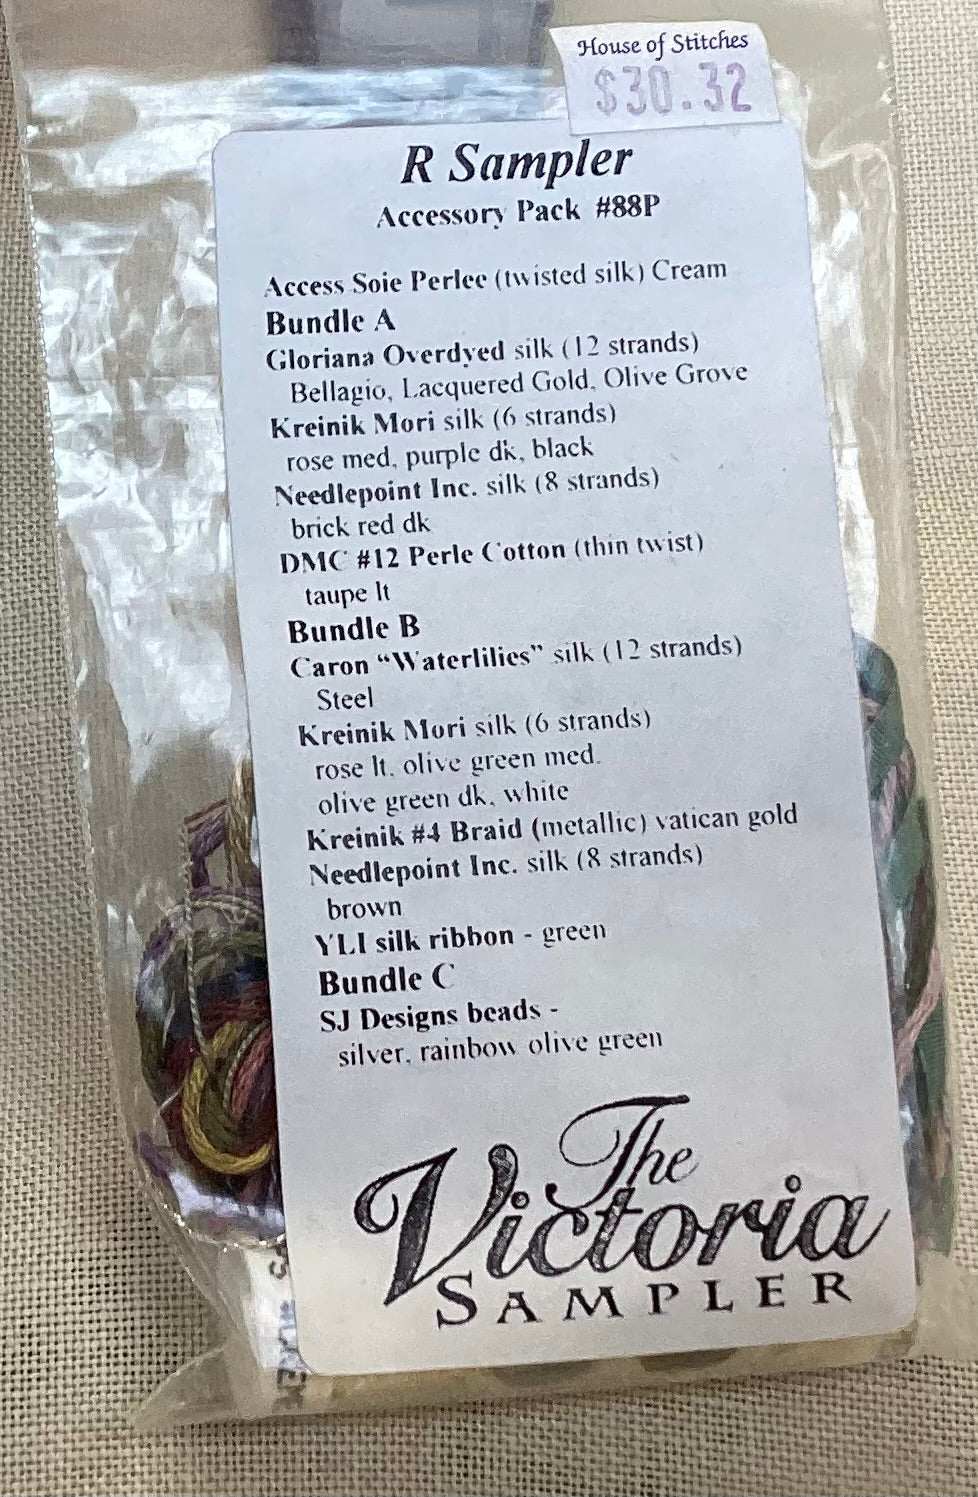 House of Stitches
$30.32
R Sampler
Accessory Pack #88P
Access Soie Perlee (twisted silk) Cream
Bundle A
Gloriana Overdyed silk (12 strands)
Bellagio, Lacquered Gold, Olive Grove
Kreinik Mori silk (6 strands)
rose med, purple dk, black
Needlepoint Inc. silk (8 strands)
brick red dk
DMC #12 Perle Cotton (thin twist)
taupe lt
Bundle B
Caron “Waterlilies” silk (12 strands)
Steel
Kreinik Mori silk (6 strands)
rose lt, olive green med.
olive green dk, white
Kreinik #4 Braid (metallic) vatican gold
Needlepoint Inc. silk (8 strands)
brown
YLI silk ribbon - green
Bundle C
SJ Designs beads -
silver, rainbow olive green
The
Victoria
SAMPLER